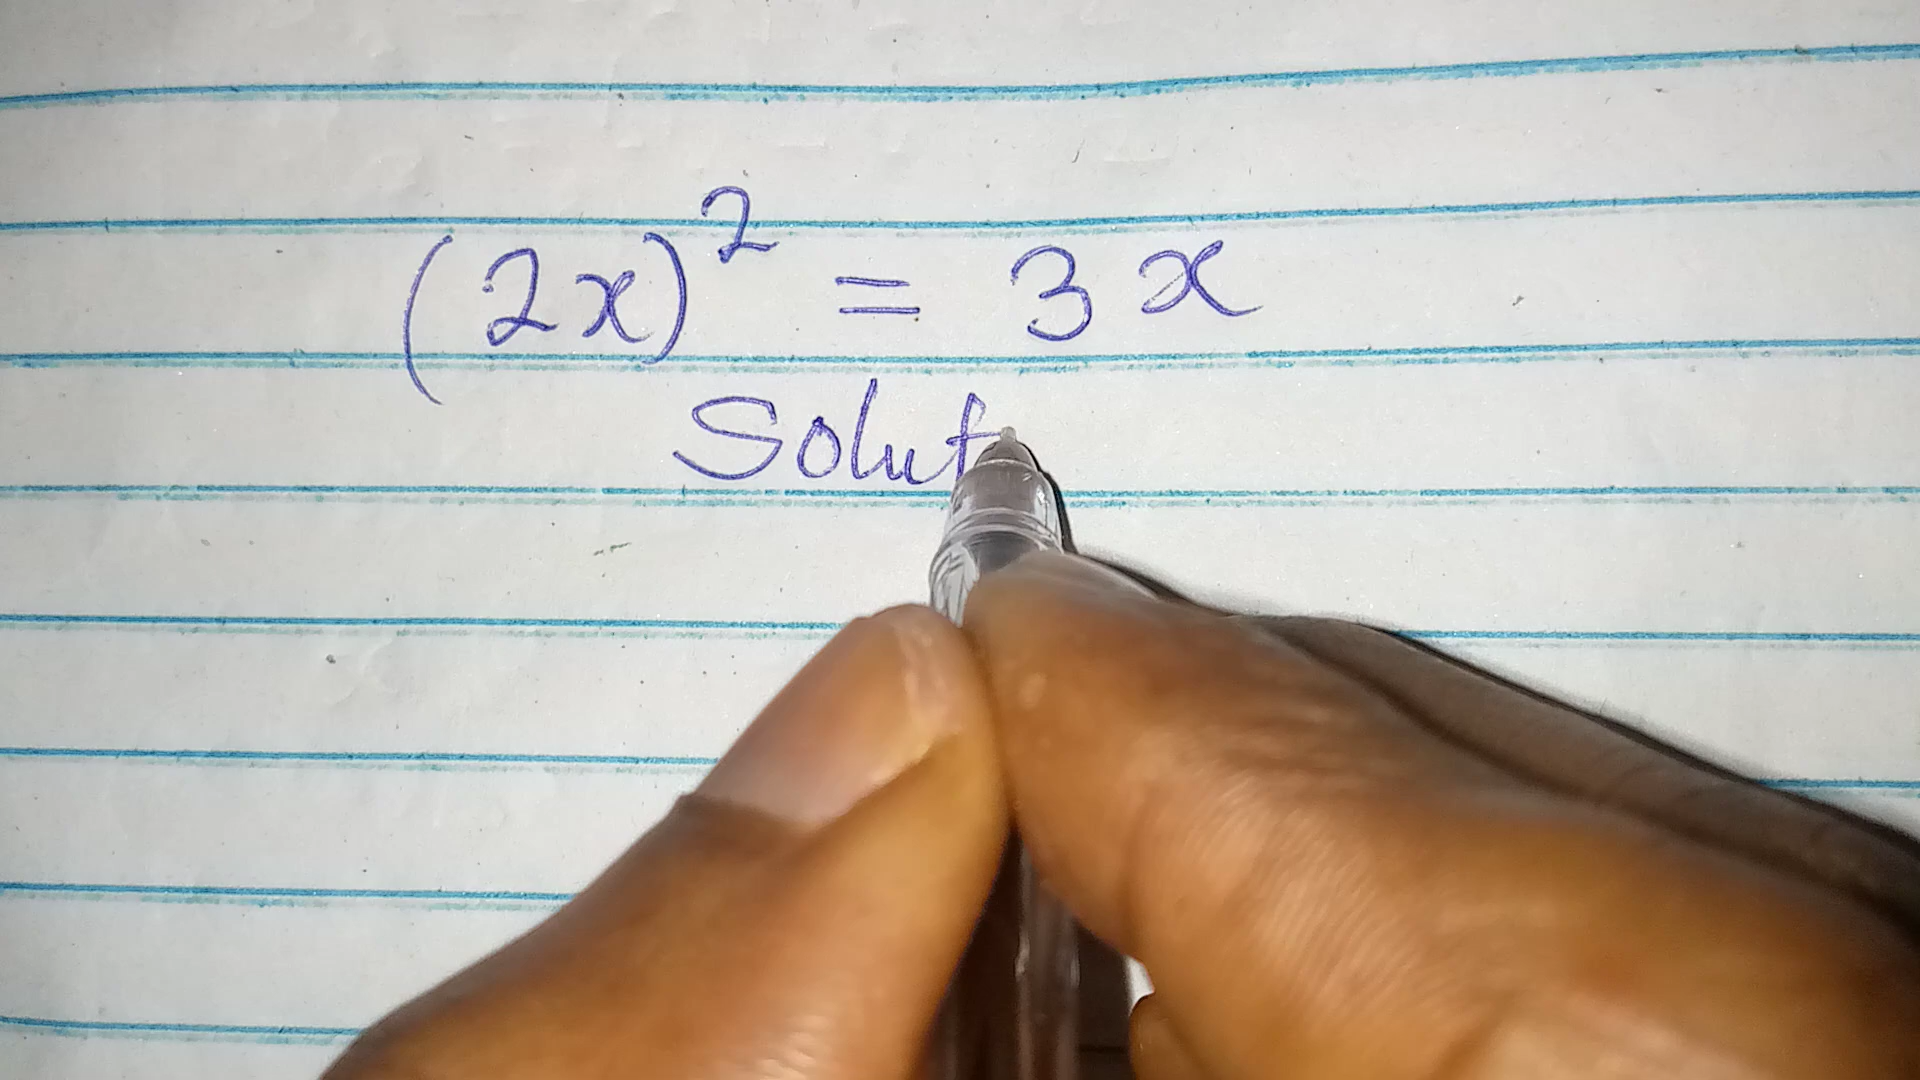 (2x)² = 3x
Solut